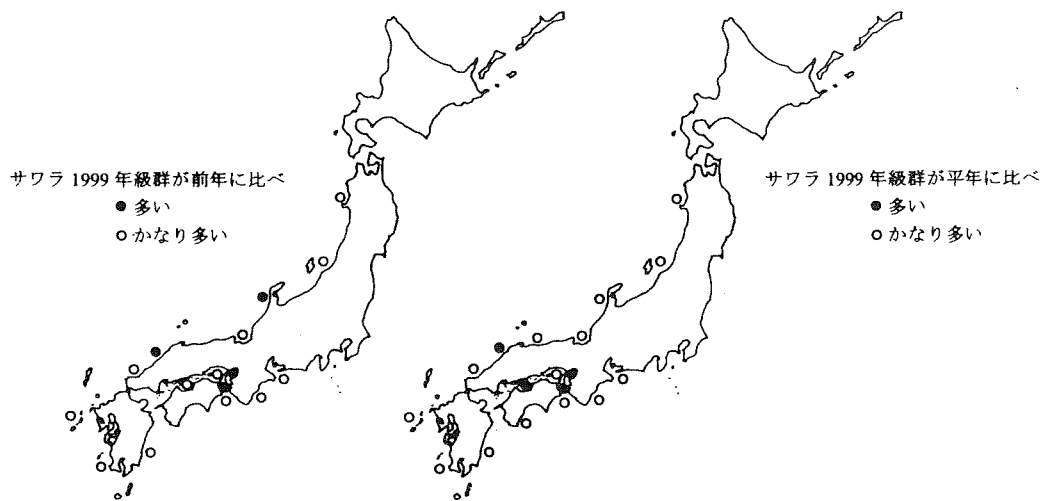 サワラ 1999 年級群が前年に比べ
● 多い
○ かなり多い
サワラ 1999 年級群が平年に比べ
● 多い
○ かなり多い